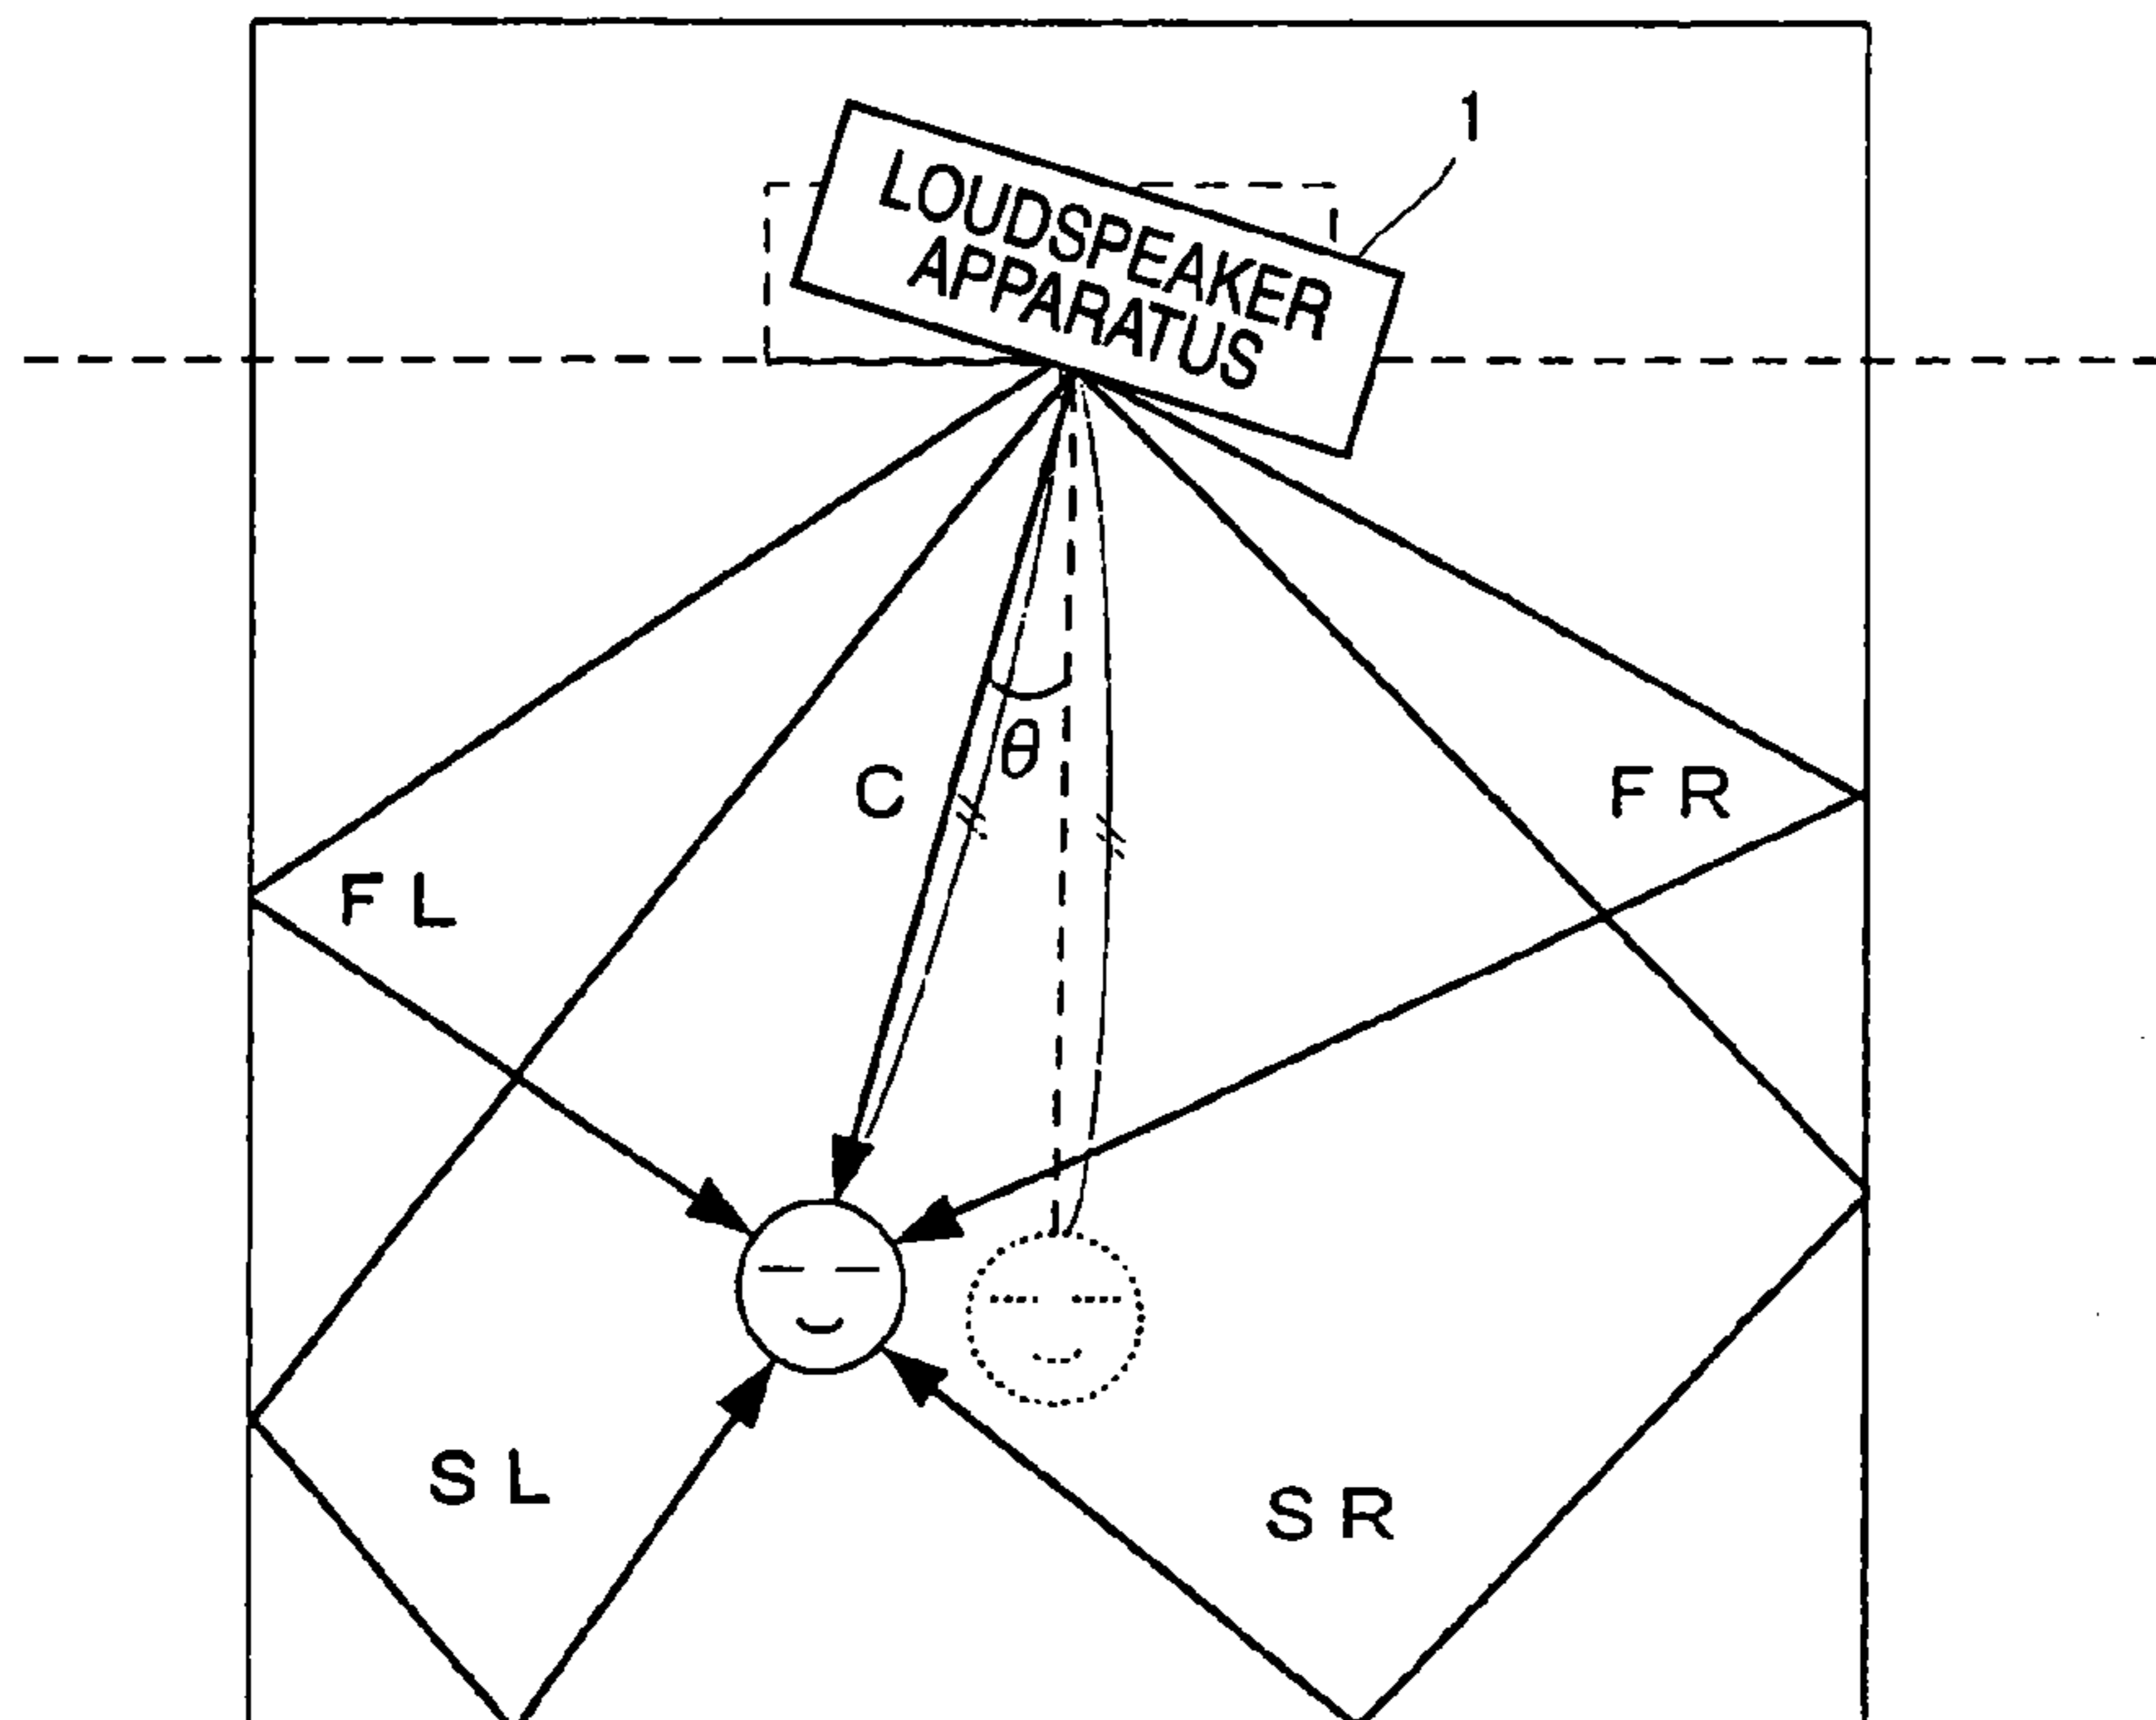 1
LOUDSPEAKER
APPARATUS
θ
C
FR
FL
SL
SR